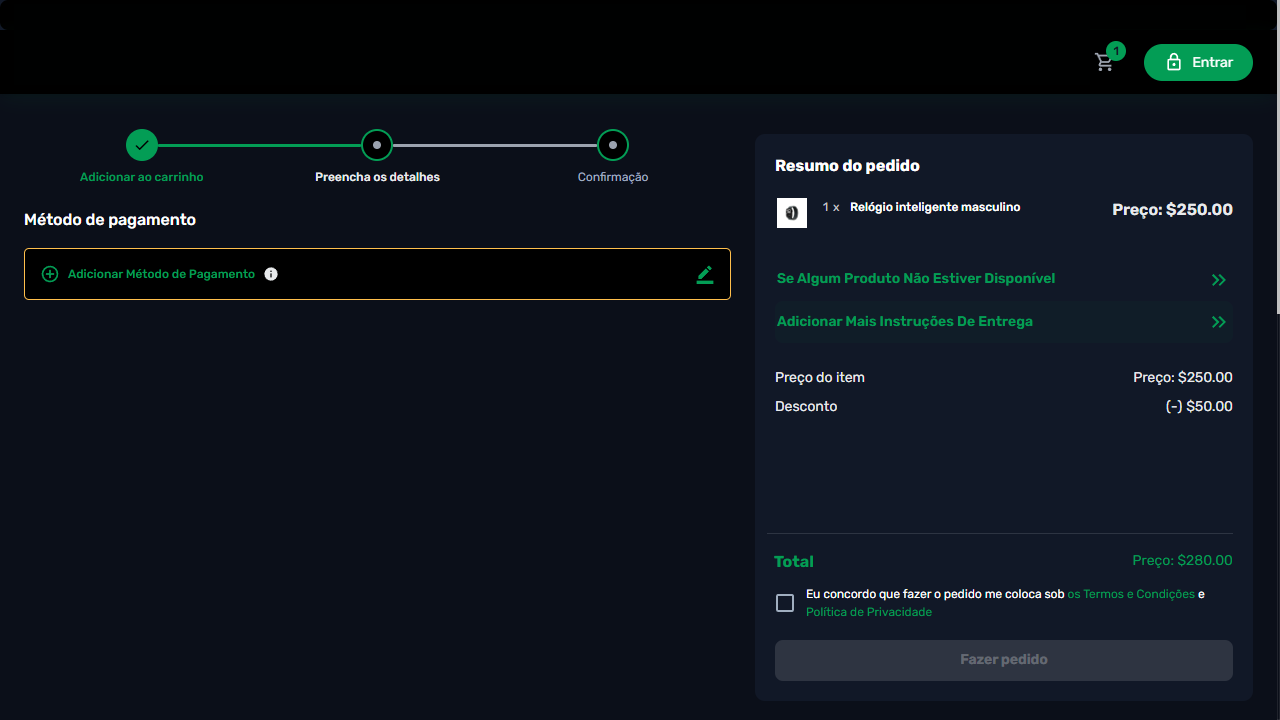 1
Entrar
Adicionar ao carrinho
Preencha os detalhes
Confirmação
Método de pagamento
Adicionar Método de Pagamento
Resumo do pedido
1 x Relógio inteligente masculino Preço: $250.00
Se Algum Produto Não Estiver Disponível
Adicionar Mais Instruções De Entrega
Preço do item Preço: $250.00
Desconto (-) $50.00
Total Preço: $280.00
Eu concordo que fazer o pedido me coloca sob os Termos e Condições e
Política de Privacidade
Fazer pedido